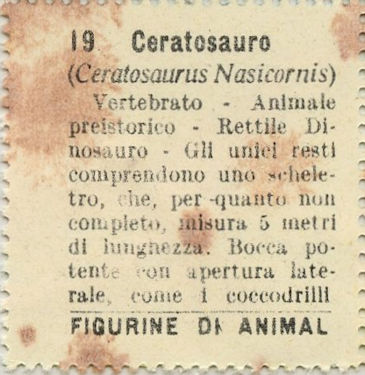 19 Ceratosauro
(Ceratosaurus Nasicornis)
Vertebrato - Animale
preistorico - Rettile Di-
nosauro - Gli unici resti
comprendono uno schele-
tro, che, per quanto non
completo, misura 5 metri
di lunghezza. Bocca po-
tente con apertura late-
rale, come i coccodrilli
FIGURINE DI ANIMAL